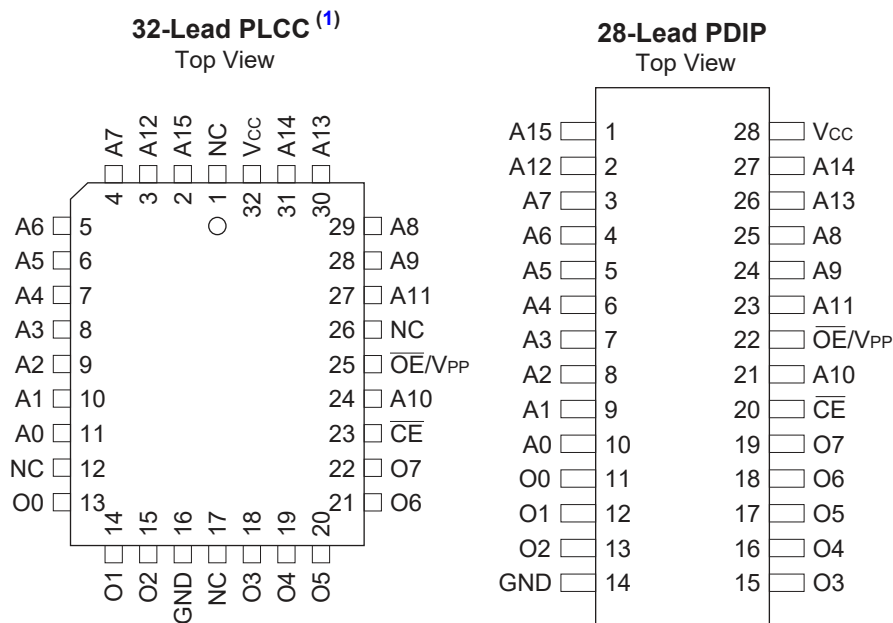 32-Lead PLCC (1)
Top View
A7 A12 A15 NC VCC A14 A13
4 3 2 1 32 31 30
A6 5 29 A8
A5 6 28 A9
A4 7 27 A11
A3 8 26 NC
A2 9 25 O̅E̅/VPP
A1 10 24 A10
A0 11 23 C̅E̅
NC 12 22 O7
O0 13 21 O6
14 15 16 17 18 19 20
O1 O2 GND NC O3 O4 O5
28-Lead PDIP
Top View
A15 1 28 VCC
A12 2 27 A14
A7 3 26 A13
A6 4 25 A8
A5 5 24 A9
A4 6 23 A11
A3 7 22 O̅E̅/VPP
A2 8 21 A10
A1 9 20 C̅E̅
A0 10 19 O7
O0 11 18 O6
O1 12 17 O5
O2 13 16 O4
GND 14 15 O3